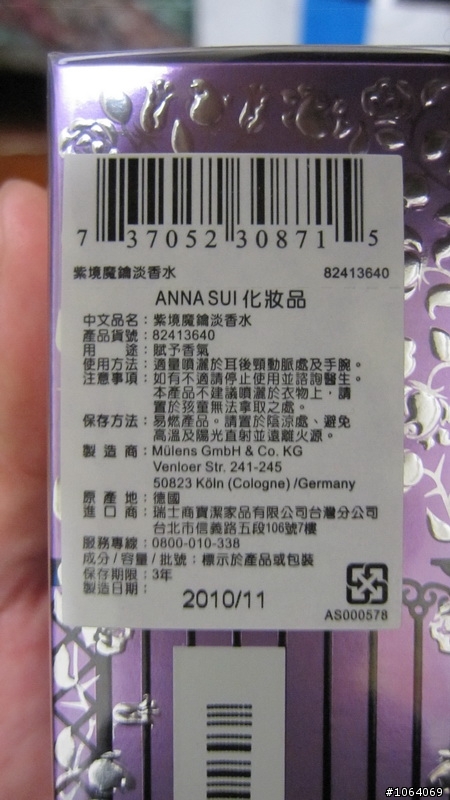 7 37052 30871 5
紫境魔鑰淡香水 82413640
ANNA SUI 化妝品
中文品名：紫境魔鑰淡香水
產品貨號：82413640
用 途：賦予香氣
使用方法：適量噴灑於耳後頸動脈處及手腕。
注意事項：如有不適請停止使用並諮詢醫生。
本產品不建議噴灑於衣物上，請
置於孩童無法拿取之處。
保存方法：易燃產品。請置於陰涼處、避免
高溫及陽光直射並遠離火源。
製 造 商：Mülens GmbH & Co. KG
Venloer Str. 241-245
50823 Köln (Cologne) /Germany
原 產 地：德國
進 口 商：瑞士商寶潔家品有限公司台灣分公司
台北市信義路五段106號7樓
服務專線：0800-010-338
成分/容量/批號：標示於產品或包裝
保存期限：3年
製造日期：
2010/11
AS000578
#1064069